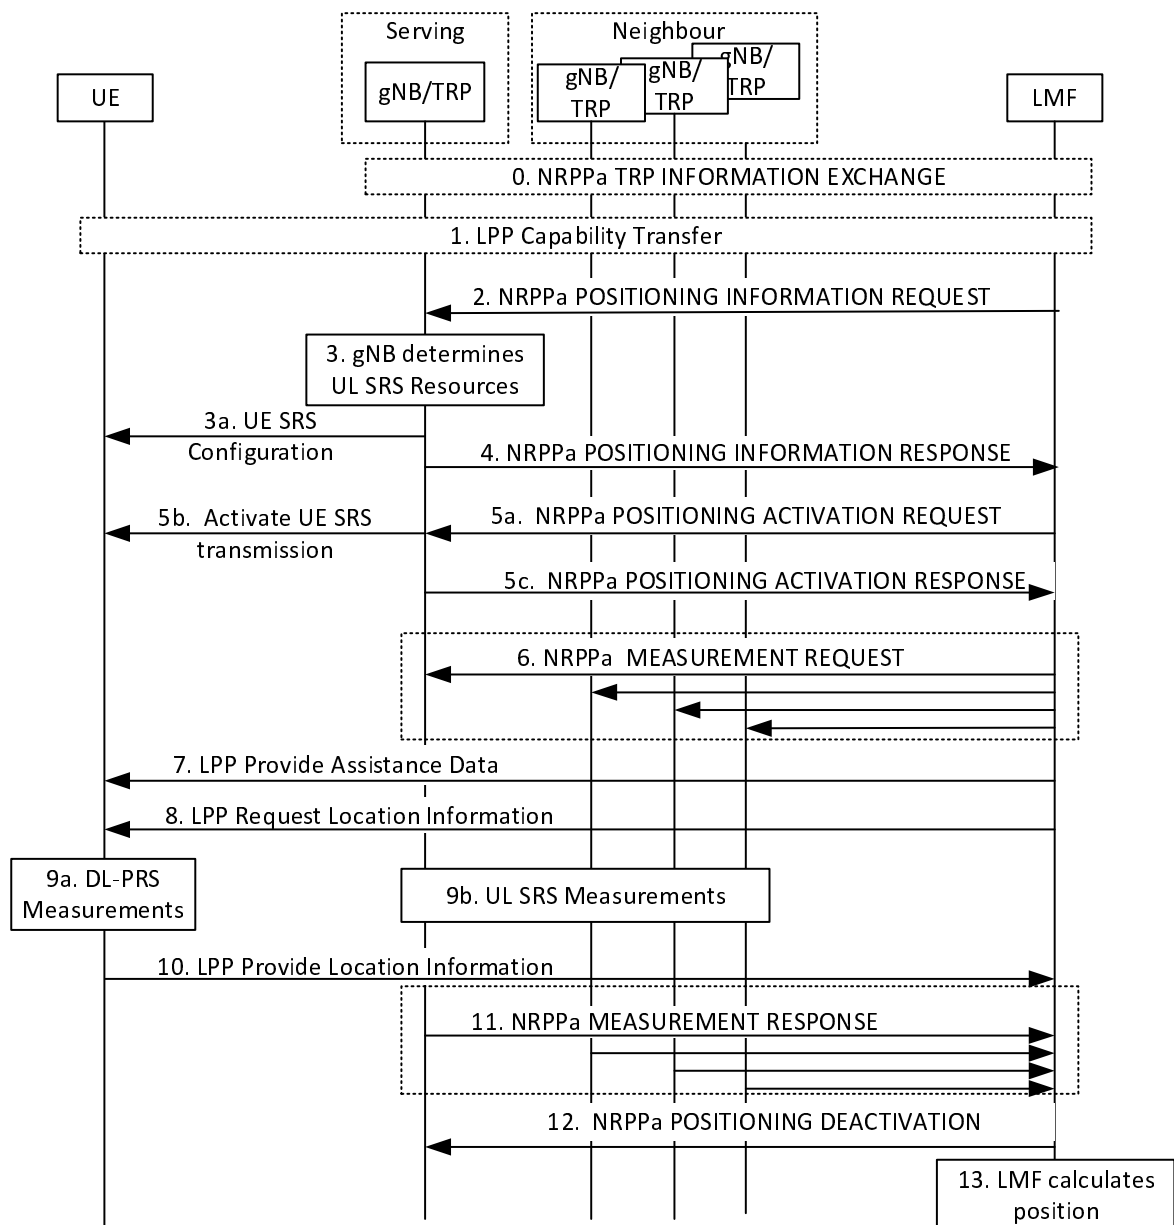 Serving
Neighbour
UE
gNB/TRP
gNB/
TRP
gNB/
TRP
gNB/
TRP
LMF
0. NRPPa TRP INFORMATION EXCHANGE
1. LPP Capability Transfer
2. NRPPa POSITIONING INFORMATION REQUEST
3. gNB determines
UL SRS Resources
3a. UE SRS
Configuration
4. NRPPa POSITIONING INFORMATION RESPONSE
5b. Activate UE SRS
transmission
5a. NRPPa POSITIONING ACTIVATION REQUEST
5c. NRPPa POSITIONING ACTIVATION RESPONSE
6. NRPPa MEASUREMENT REQUEST
7. LPP Provide Assistance Data
8. LPP Request Location Information
9a. DL-PRS
Measurements
9b. UL SRS Measurements
10. LPP Provide Location Information
11. NRPPa MEASUREMENT RESPONSE
12. NRPPa POSITIONING DEACTIVATION
13. LMF calculates
position